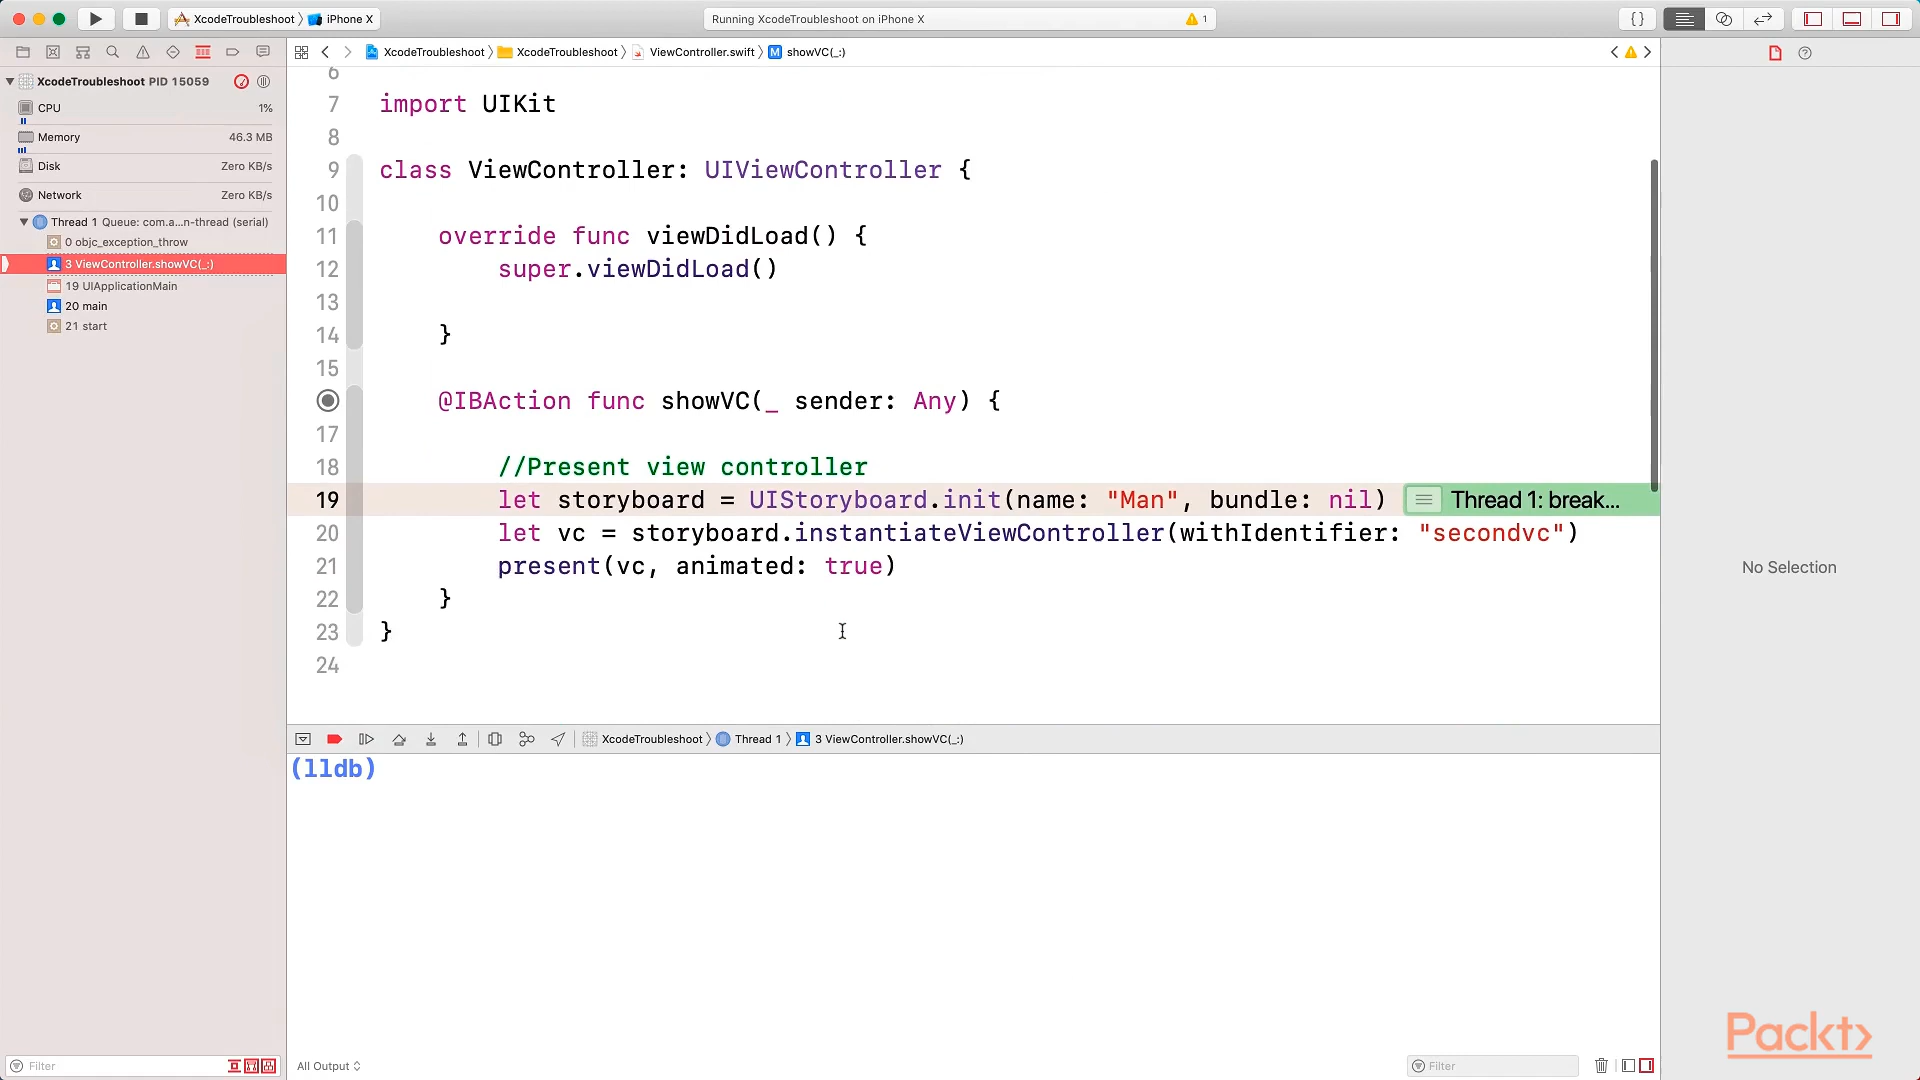 XcodeTroubleshoot 〉 iPhone X
Running XcodeTroubleshoot on iPhone X
1
{ }
XcodeTroubleshoot 〉 XcodeTroubleshoot 〉 ViewController.swift 〉 M showVC(_:)
XcodeTroubleshoot PID 15059
CPU 1%
Memory 46.3 MB
Disk Zero KB/s
Network Zero KB/s
Thread 1 Queue: com.a...n-thread (serial)
0 objc_exception_throw
3 ViewController.showVC(_:)
19 UIApplicationMain
20 main
21 start
6
7 import UIKit
8
9 class ViewController: UIViewController {
10
11 override func viewDidLoad() {
12 super.viewDidLoad()
13
14 }
15
@IBAction func showVC(_ sender: Any) {
17
18 //Present view controller
19 let storyboard = UIStoryboard.init(name: "Man", bundle: nil) Thread 1: break...
20 let vc = storyboard.instantiateViewController(withIdentifier: "secondvc")
21 present(vc, animated: true)
22 }
23 }
24
No Selection
XcodeTroubleshoot 〉 Thread 1 〉 3 ViewController.showVC(_:)
(lldb)
Filter
All Output
Filter
Packt>